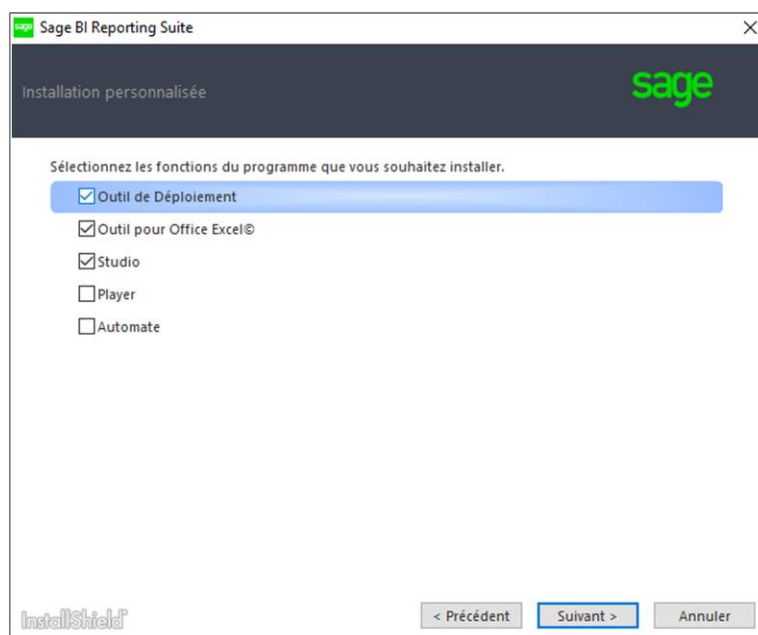 sage Sage BI Reporting Suite
Installation personnalisée
sage
Sélectionnez les fonctions du programme que vous souhaitez installer.
Outil de Déploiement
Outil pour Office Excel©
Studio
Player
Automate
InstallShield
< Précédent Suivant > Annuler